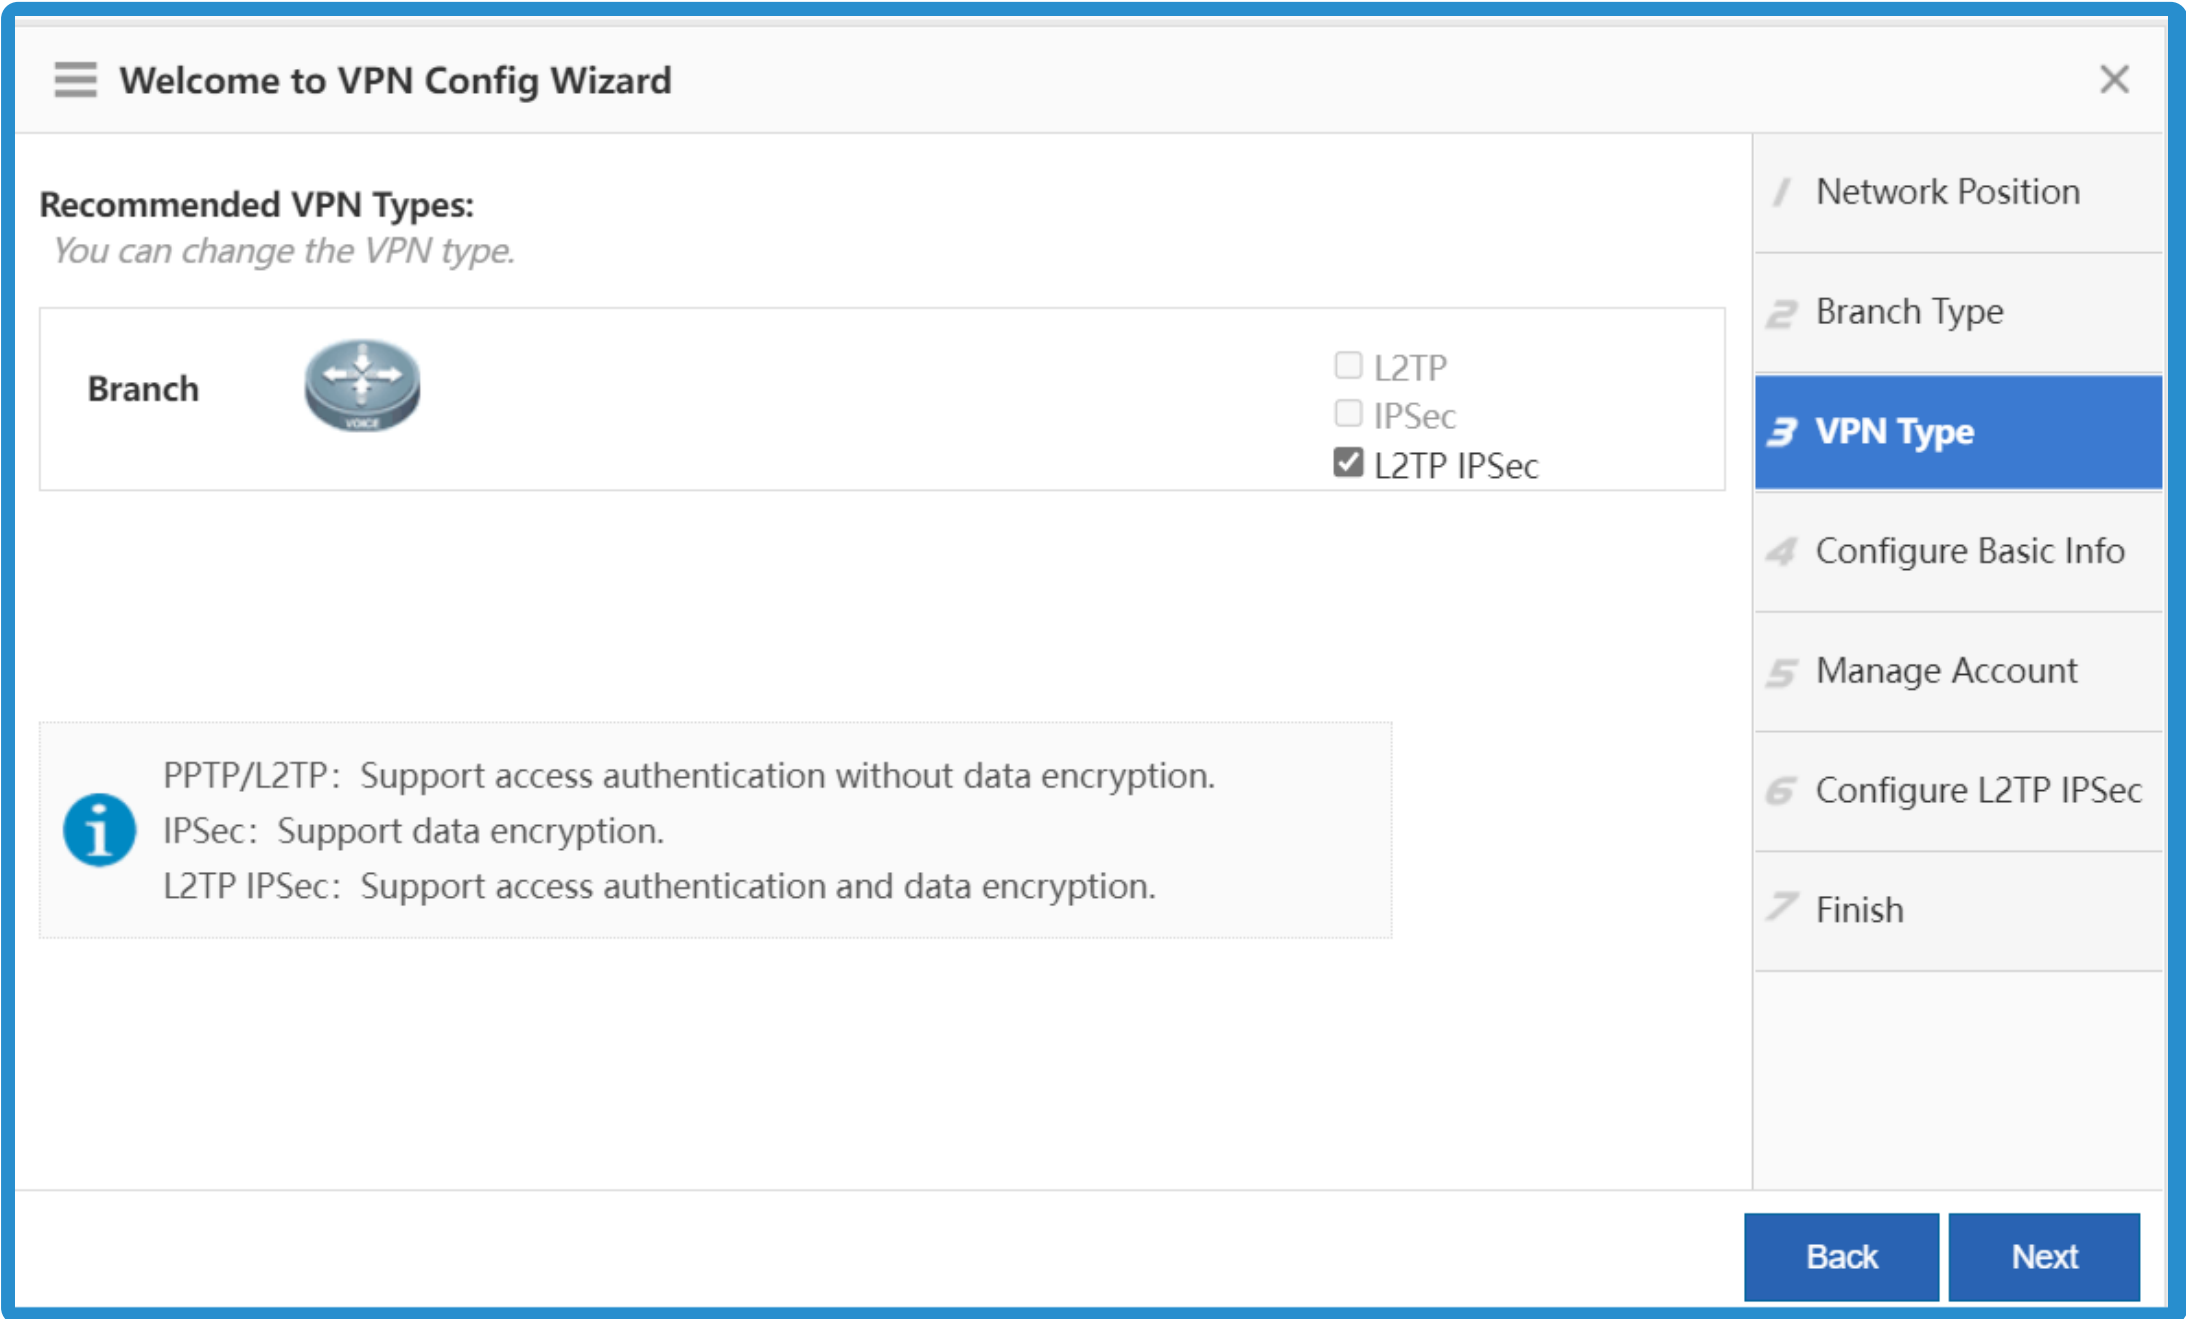 Welcome to VPN Config Wizard
Recommended VPN Types:
You can change the VPN type.
Branch
VOICE
L2TP
IPSec
L2TP IPSec
PPTP/L2TP: Support access authentication without data encryption.
IPSec: Support data encryption.
L2TP IPSec: Support access authentication and data encryption.
1 Network Position
2 Branch Type
3 VPN Type
4 Configure Basic Info
5 Manage Account
6 Configure L2TP IPSec
7 Finish
Back
Next